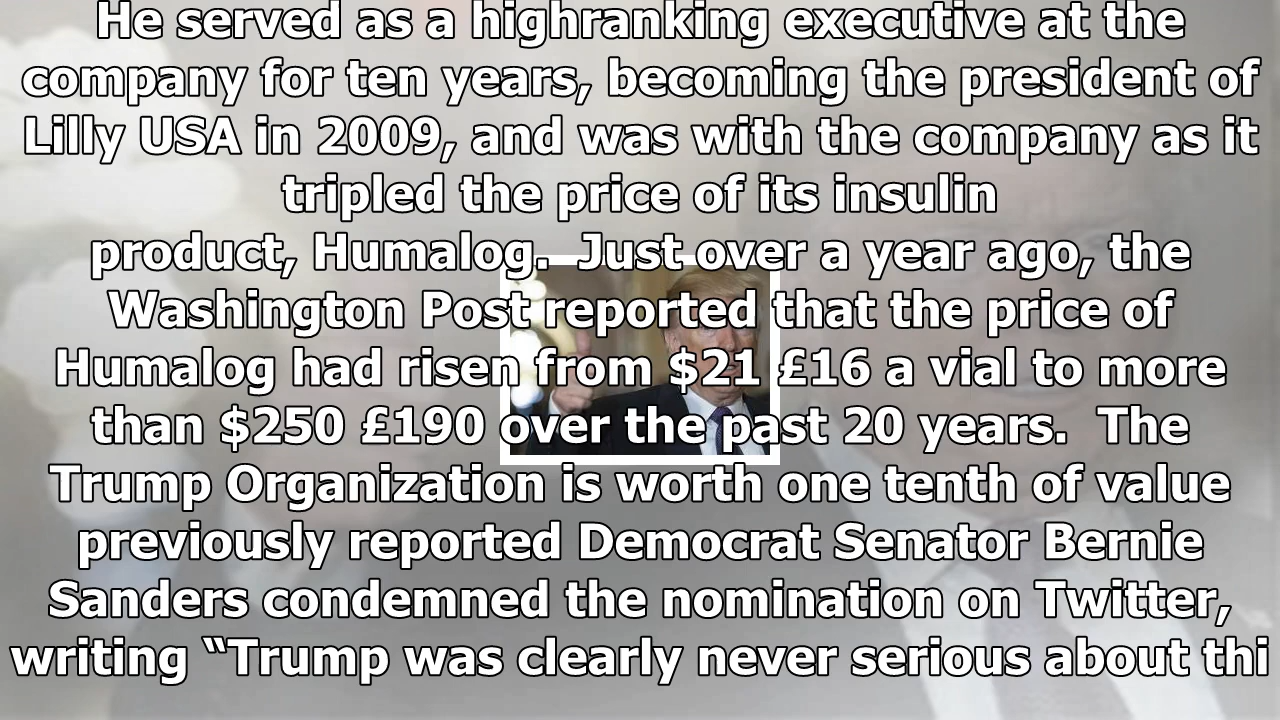 He served as a highranking executive at the
company for ten years, becoming the president of
Lilly USA in 2009, and was with the company as it
tripled the price of its insulin
product, Humalog.  Just over a year ago, the
Washington Post reported that the price of
Humalog had risen from $21 £16 a vial to more
than $250 £190 over the past 20 years.  The
Trump Organization is worth one tenth of value
previously reported Democrat Senator Bernie
Sanders condemned the nomination on Twitter,
writing “Trump was clearly never serious about thi